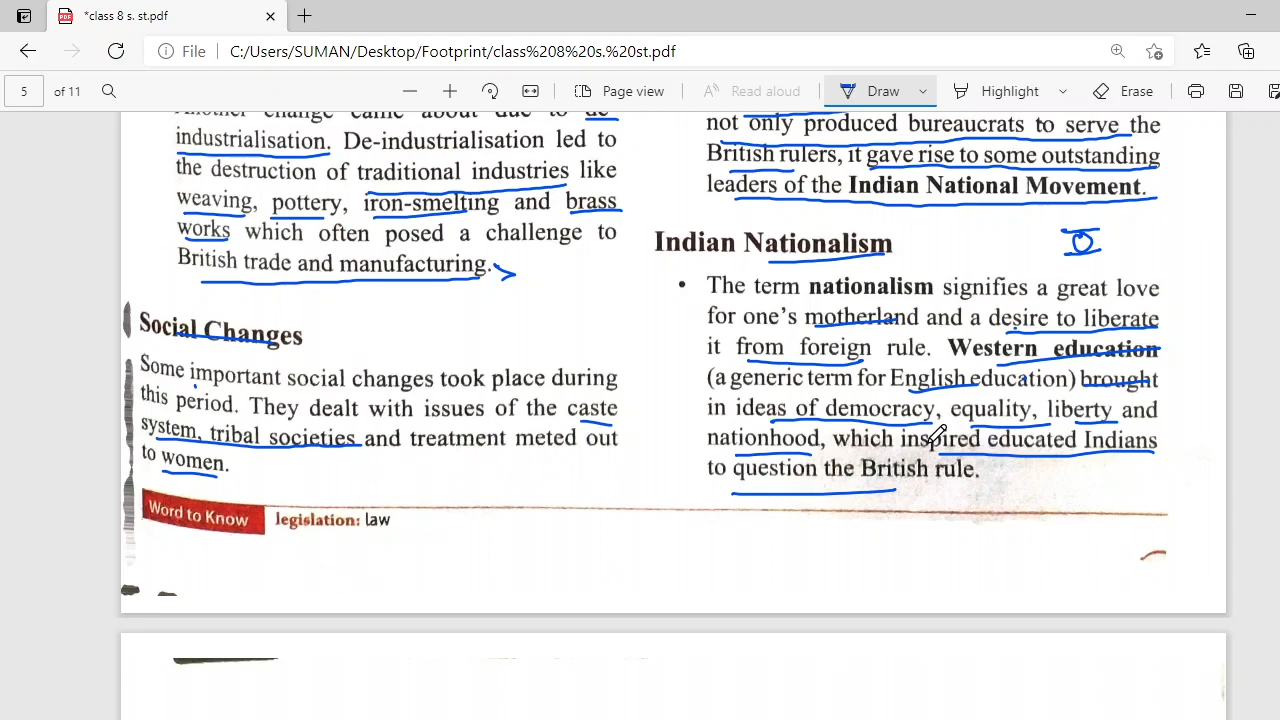 *class 8 s. st.pdf
File
C:/Users/SUMAN/Desktop/Footprint/class%208%20s.%20st.pdf
5 of 11
Page view
Read aloud
Draw
Highlight
Erase
Another change came about due to de-
industrialisation. De-industrialisation led to
the destruction of traditional industries like
weaving, pottery, iron-smelting and brass
works which often posed a challenge to
British trade and manufacturing.
Social Changes
Some important social changes took place during
this period. They dealt with issues of the caste
system, tribal societies and treatment meted out
to women.
Word to Know
legislation: law
not only produced bureaucrats to serve the
British rulers, it gave rise to some outstanding
leaders of the Indian National Movement.
Indian Nationalism
• The term nationalism signifies a great love
for one's motherland and a desire to liberate
it from foreign rule. Western education
(a generic term for English education) brought
in ideas of democracy, equality, liberty and
nationhood, which inspired educated Indians
to question the British rule.